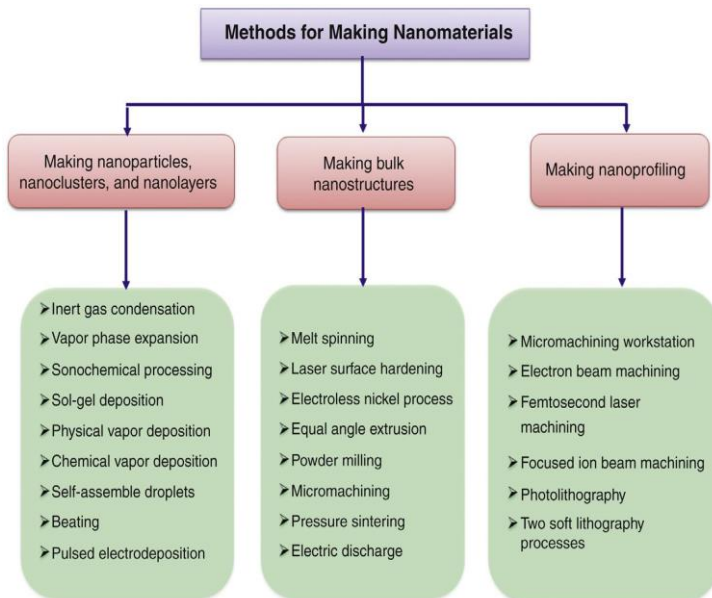 Methods for Making Nanomaterials
Making nanoparticles,
nanoclusters, and nanolayers
Making bulk
nanostructures
Making nanoprofiling
➢Inert gas condensation
➢Vapor phase expansion
➢Sonochemical processing
➢Sol-gel deposition
➢Physical vapor deposition
➢Chemical vapor deposition
➢Self-assemble droplets
➢Beating
➢Pulsed electrodeposition
➢Melt spinning
➢Laser surface hardening
➢Electroless nickel process
➢Equal angle extrusion
➢Powder milling
➢Micromachining
➢Pressure sintering
➢Electric discharge
➢Micromachining workstation
➢Electron beam machining
➢Femtosecond laser
machining
➢Focused ion beam machining
➢Photolithography
➢Two soft lithography
processes